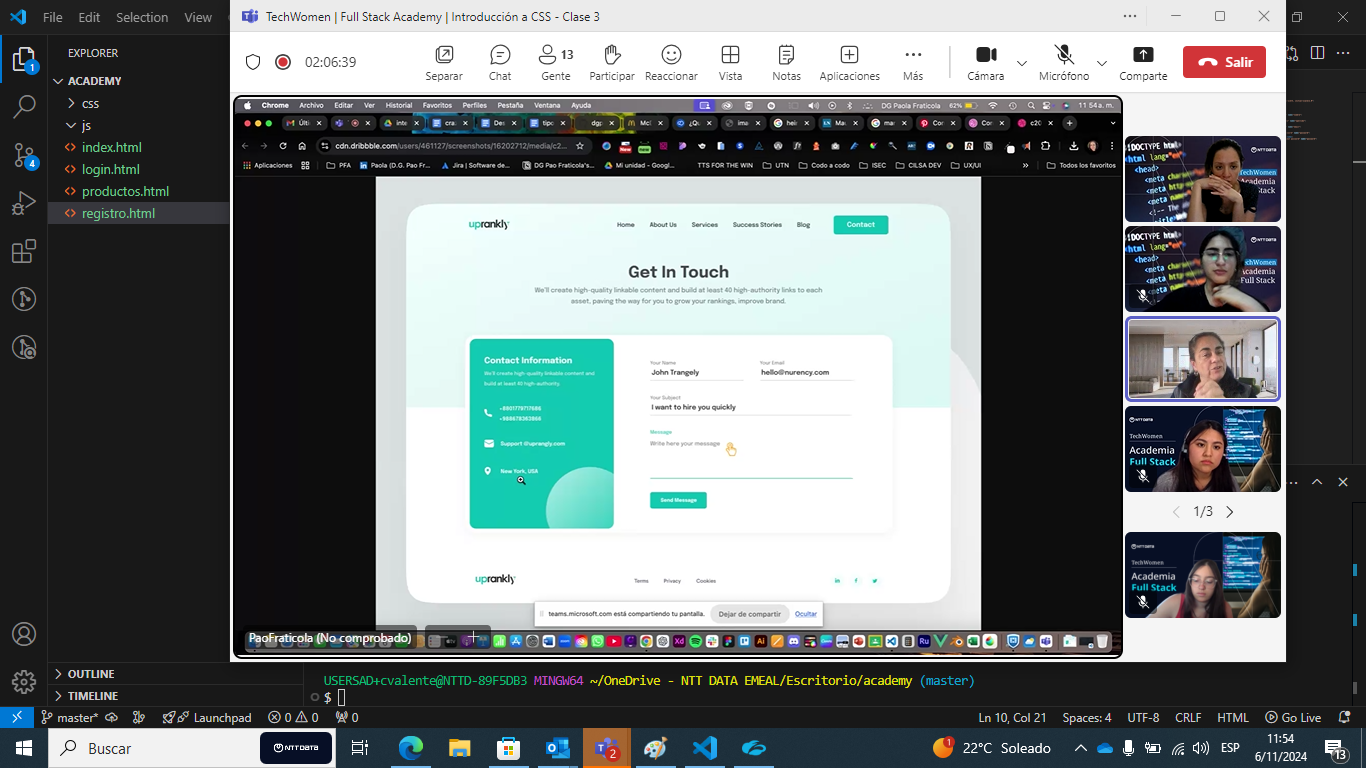 File Edit Selection View
TechWomen | Full Stack Academy | Introducción a CSS - Clase 3
EXPLORER
ACADEMY
css
js
index.html
login.html
productos.html
registro.html
OUTLINE
TIMELINE
02:06:39
Separar
Chat
13
Gente
Participar
Reaccionar
Vista
Notas
Aplicaciones
Más
Cámara
Micrófono
Comparte
Salir
Chrome Archivo Editar Ver Historial Favoritos Perfiles Pestaña Ventana Ayuda
DG Paola Fraticola 62% 11 54 a. m.
cdn.dribbble.com/users/461127/screenshots/16202712/media/c2...
Aplicaciones PFA Paola (D.G. Pao Fr... Jira | Software de... DG Pao Fraticola's... Mi unidad - Googl... TTS FOR THE WIN UTN Codo a codo ISEC CILSA DEV UX/UI » Todos los favoritos
uprankly
Home About Us Services Success Stories Blog Contact
Get In Touch
We'll create high-quality linkable content and build at least 40 high-authority links to each
asset, paving the way for you to grow your rankings, improve brand.
Contact Information
We'll create high-quality linkable content and
build at least 40 high-authority.
+8801779717686
+988678363866
Support@uprangly.com
New York, USA
Your Name
John Trangely
Your Email
hello@nurency.com
Your Subject
I want to hire you quickly
Message
Write here your message
Send Message
uprankly
Terms Privacy Cookies
teams.microsoft.com está compartiendo tu pantalla. Dejar de compartir Ocultar
PaoFraticola (No comprobado)
NTT DATA
TechWomen
Academia
Full Stack
1/3
USERSAD+cvalente@NTTD-89F5DB3 MINGW64 ~/OneDrive - NTT DATA EMEAL/Escritorio/academy (master)
$
master* Launchpad 0 0 0
Ln 10, Col 21 Spaces: 4 UTF-8 CRLF HTML Go Live
Buscar
NTT DATA
22°C Soleado
ESP
11:54
6/11/2024
13